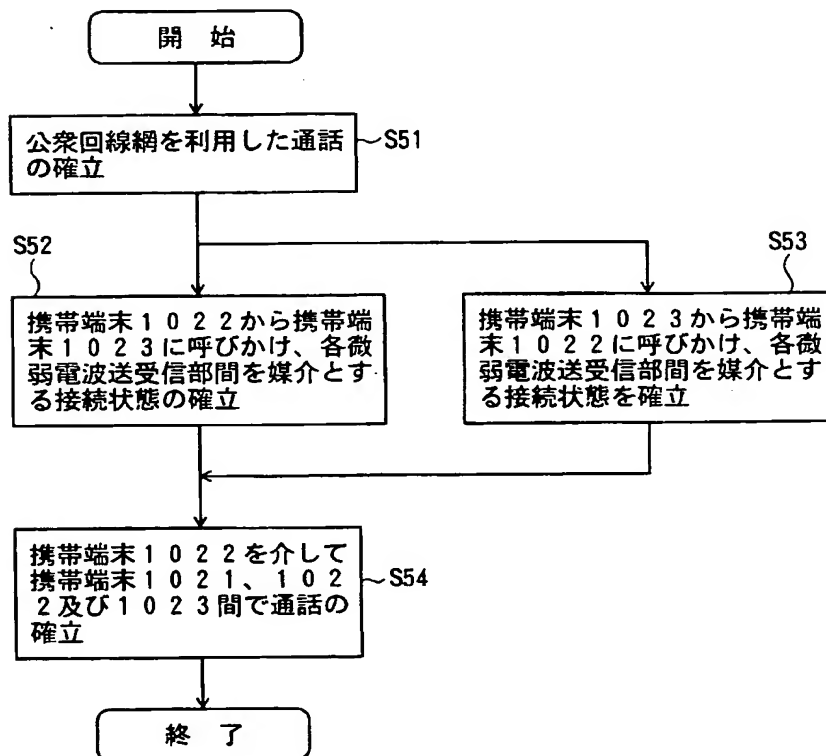 開 始
公衆回線網を利用した通話
の確立
S51
S52
携帯端末1022から携帯端
末1023に呼びかけ、各微
弱電波送受信部間を媒介とす
る接続状態の確立
S53
携帯端末1023から携帯端
末1022に呼びかけ、各微
弱電波送受信部間を媒介とす
る接続状態を確立
携帯端末1022を介して
携帯端末1021、102
2及び1023間で通話の
確立
S54
終 了